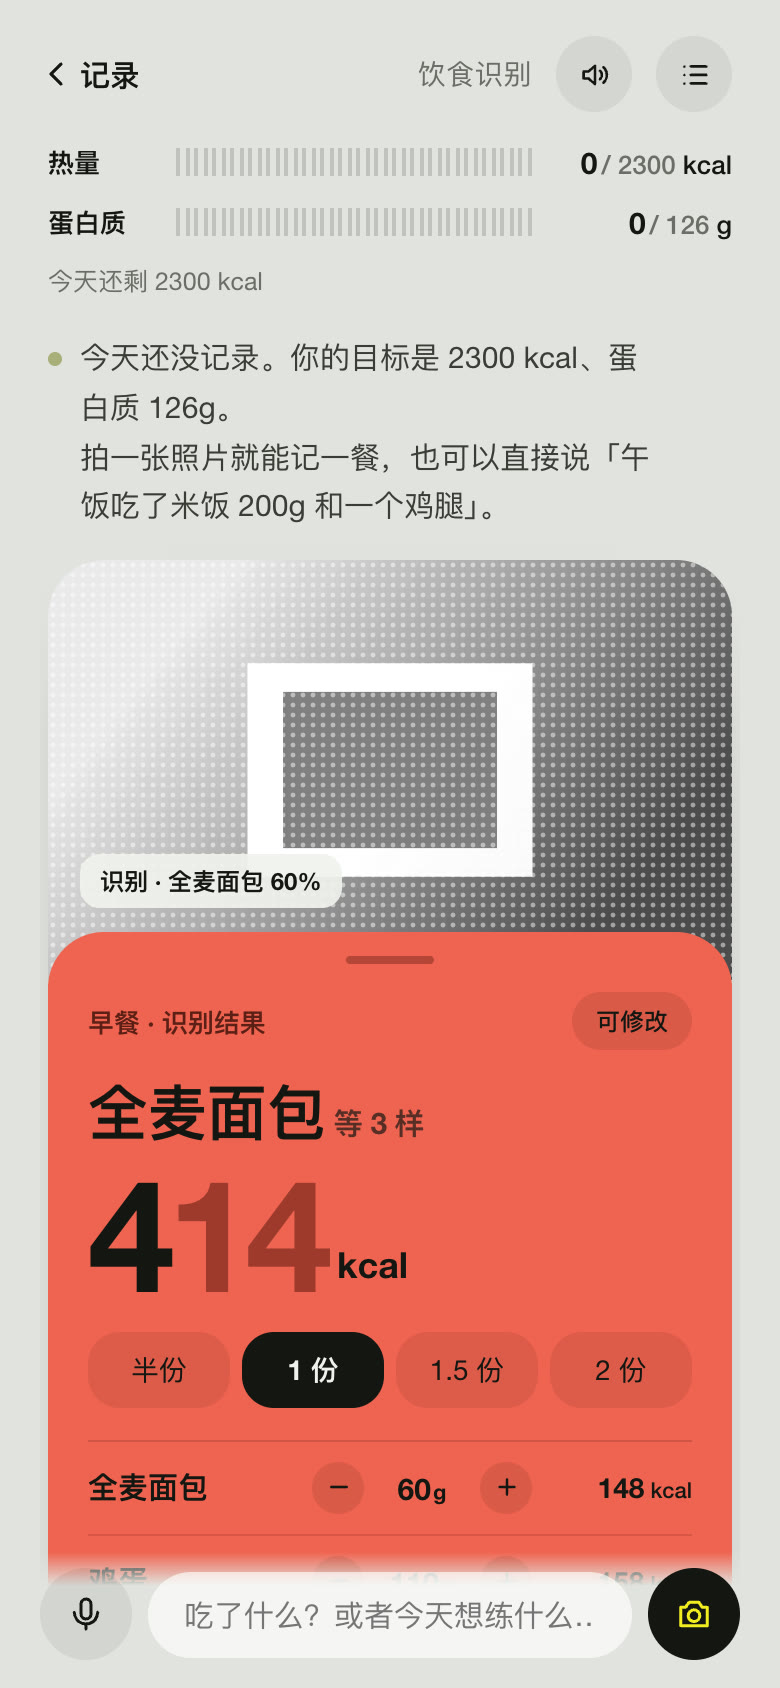 记录
饮食识别
热量 0/ 2300 kcal
蛋白质 0/ 126 g
今天还剩 2300 kcal
今天还没记录。你的目标是 2300 kcal、蛋
白质 126g。
拍一张照片就能记一餐，也可以直接说「午
饭吃了米饭 200g 和一个鸡腿」。
识别 · 全麦面包 60%
早餐 · 识别结果 可修改
全麦面包 等 3 样
414 kcal
半份 1 份 1.5 份 2 份
全麦面包 − 60g + 148 kcal
鸡蛋
吃了什么？或者今天想练什么..